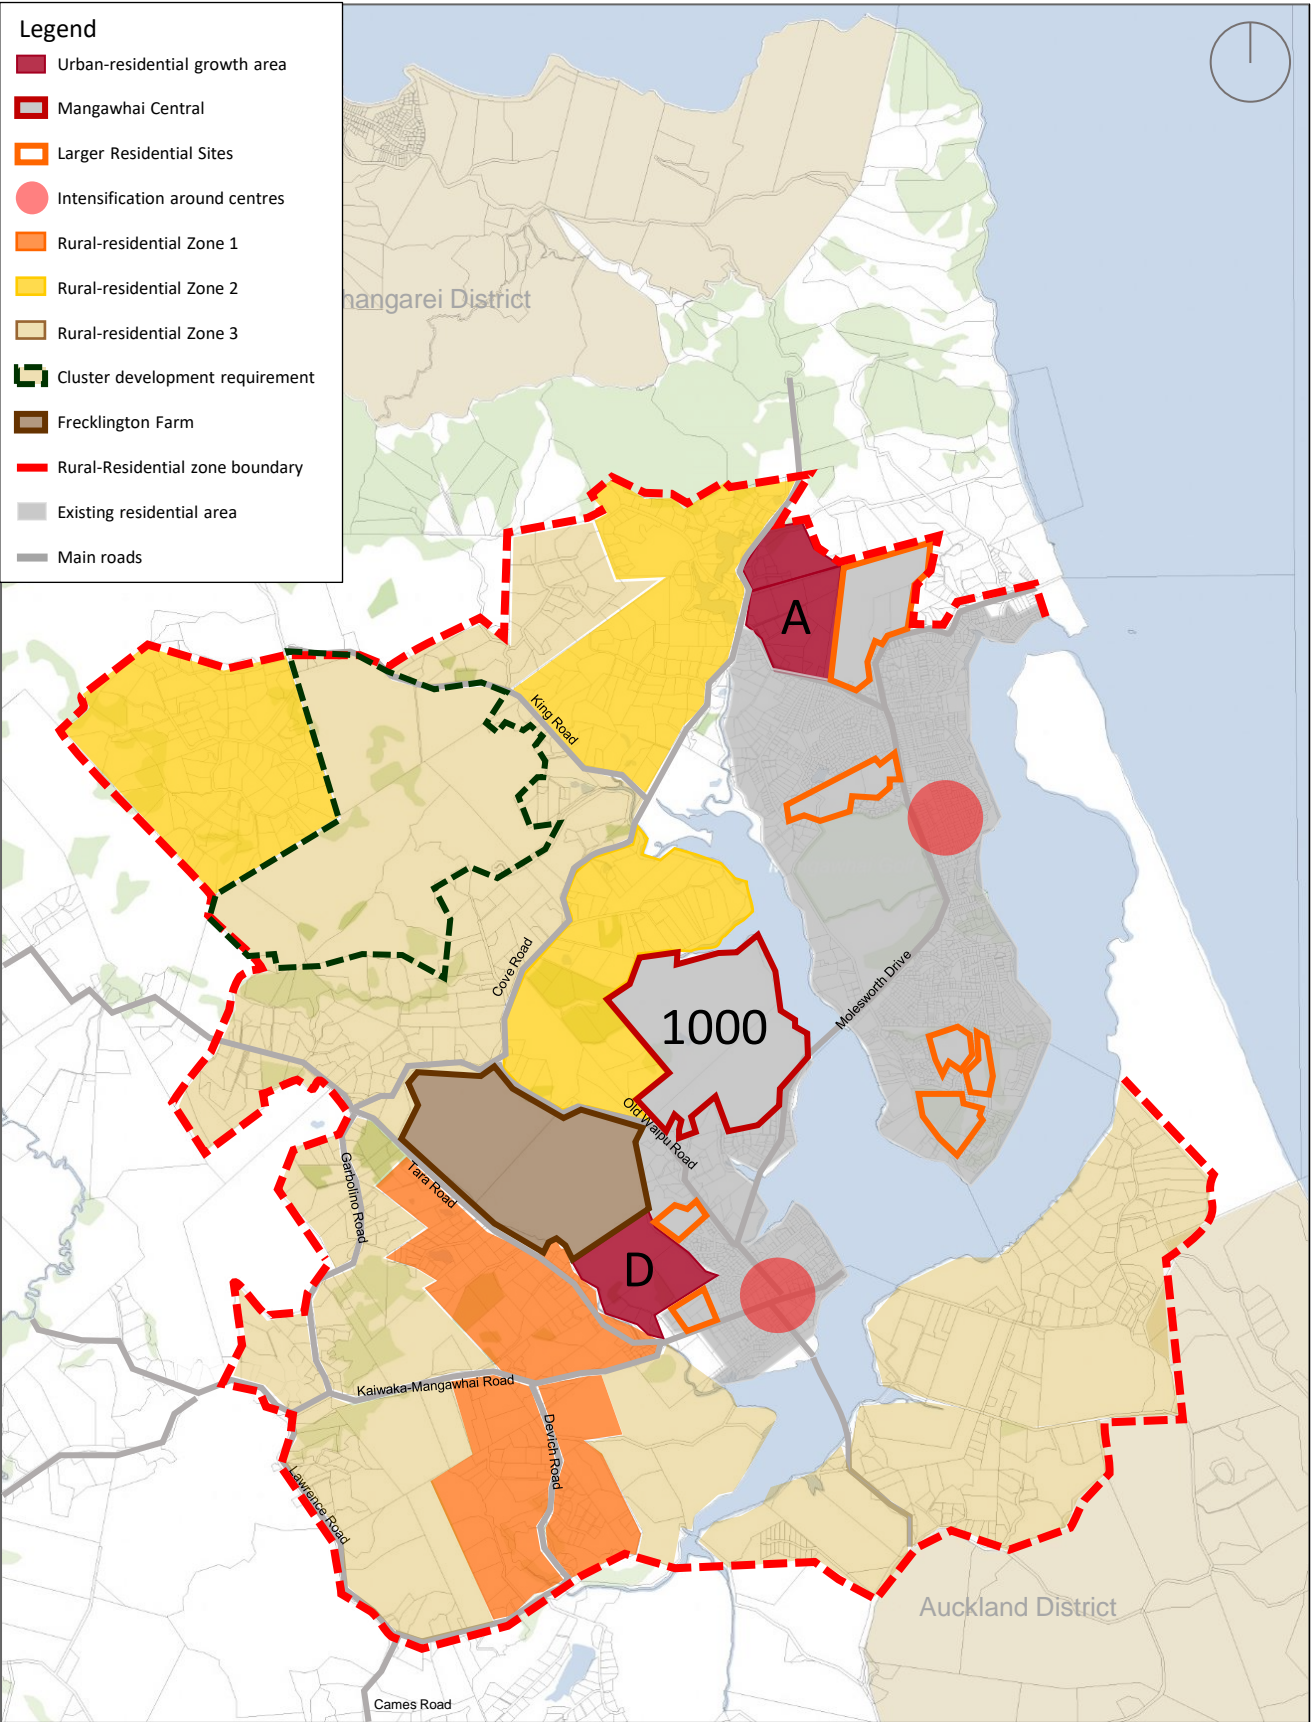 Legend
Urban-residential growth area
Mangawhai Central
Larger Residential Sites
Intensification around centres
Rural-residential Zone 1
Rural-residential Zone 2
Rural-residential Zone 3
Cluster development requirement
Frecklington Farm
Rural-Residential zone boundary
Existing residential area
Main roads
hangarei District
A
King Road
Cove Road
Molesworth Drive
1000
Old Waipu Road
Tara Road
Garbolino Road
D
Kaiwaka-Mangawhai Road
Devich Road
Lawrence Road
Auckland District
Cames Road